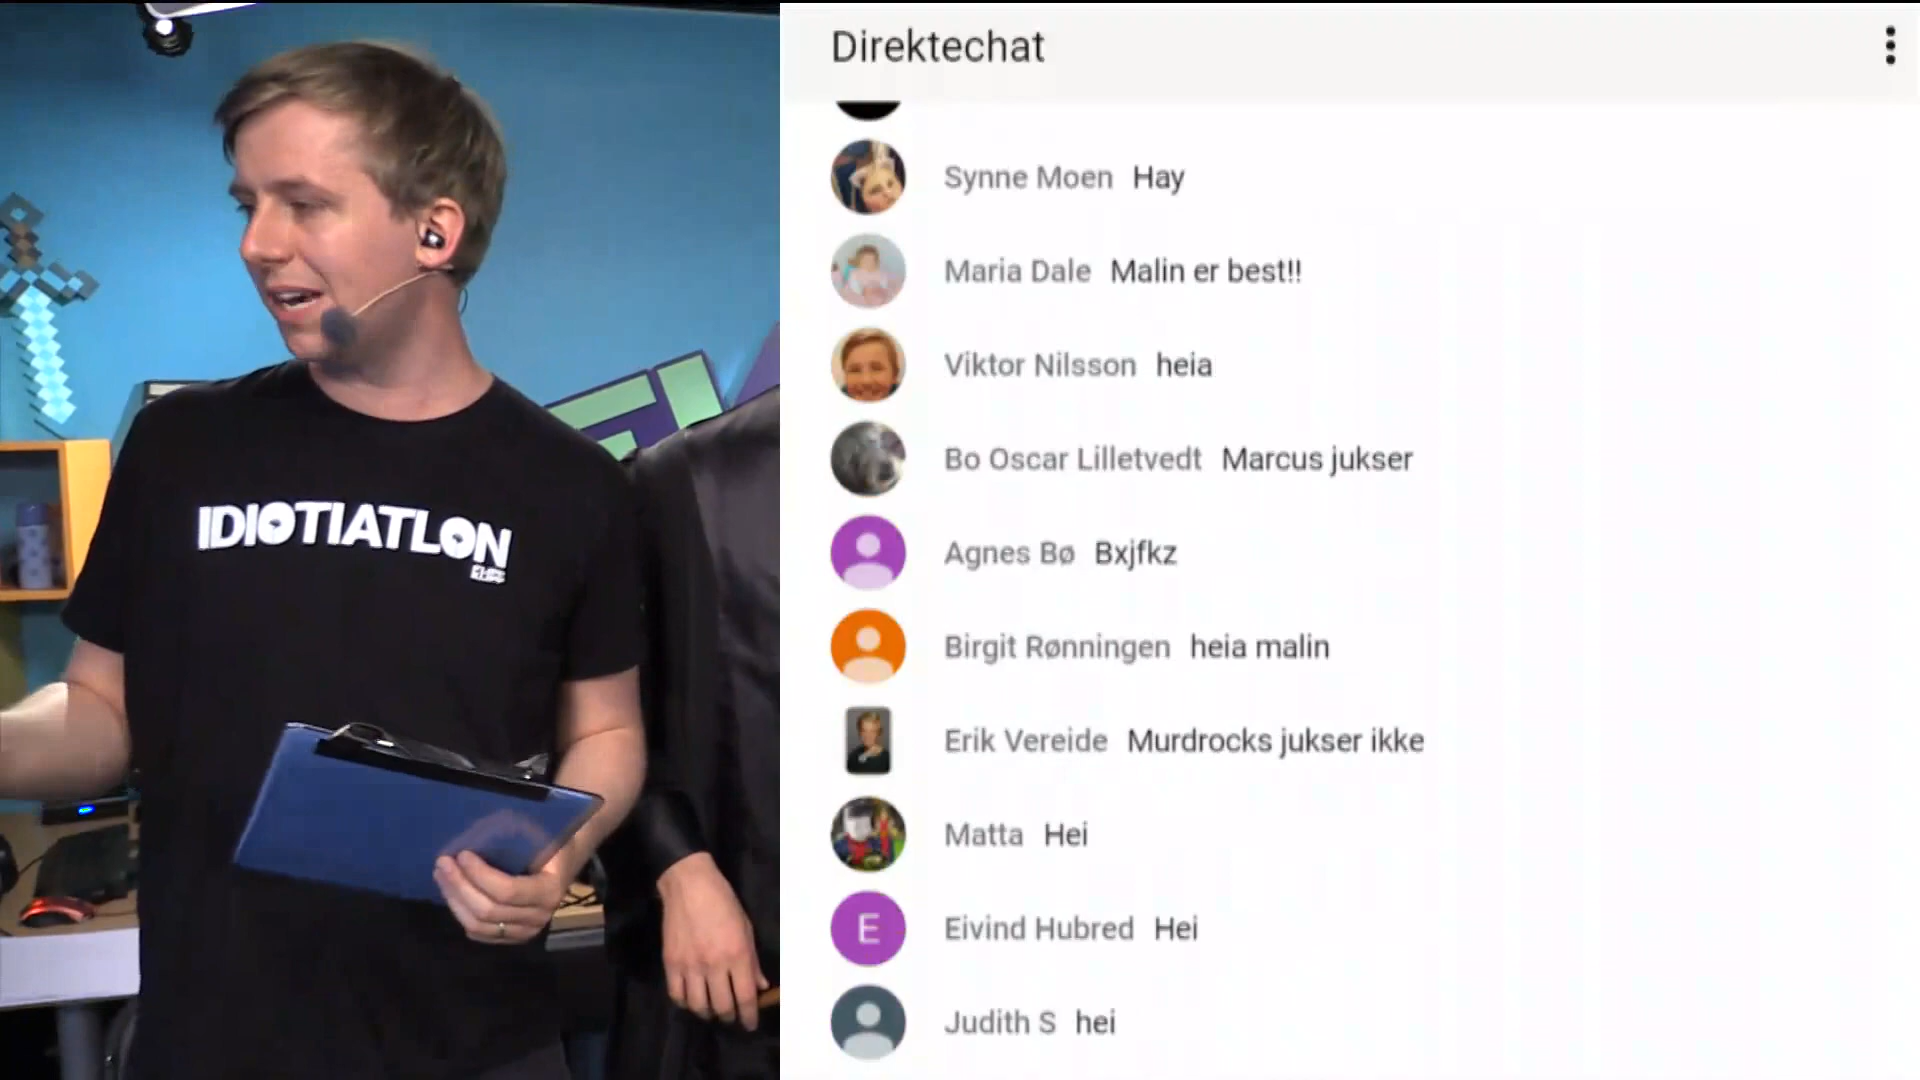 IDIOTIATLON
Direktechat
Synne Moen Hay
Maria Dale Malin er best!!
Viktor Nilsson heia
Bo Oscar Lilletvedt Marcus jukser
Agnes Bø Bxjfkz
Birgit Rønningen heia malin
Erik Vereide Murdrocks jukser ikke
Matta Hei
E Eivind Hubred Hei
Judith S hei